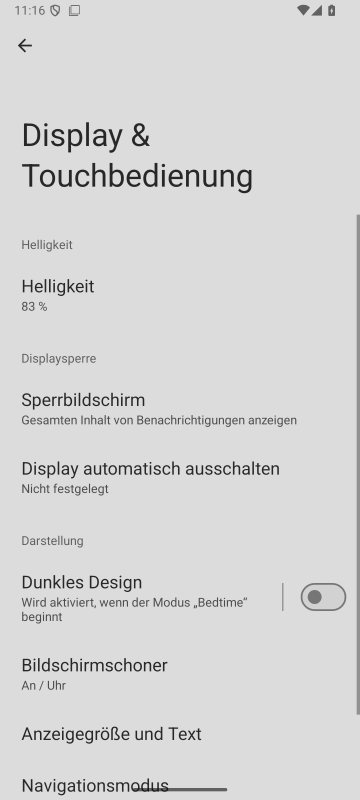 11:16
Display &
Touchbedienung
Helligkeit
Helligkeit
83 %
Displaysperre
Sperrbildschirm
Gesamten Inhalt von Benachrichtigungen anzeigen
Display automatisch ausschalten
Nicht festgelegt
Darstellung
Dunkles Design
Wird aktiviert, wenn der Modus „Bedtime“
beginnt
Bildschirmschoner
An / Uhr
Anzeigegröße und Text
Navigationsmodus